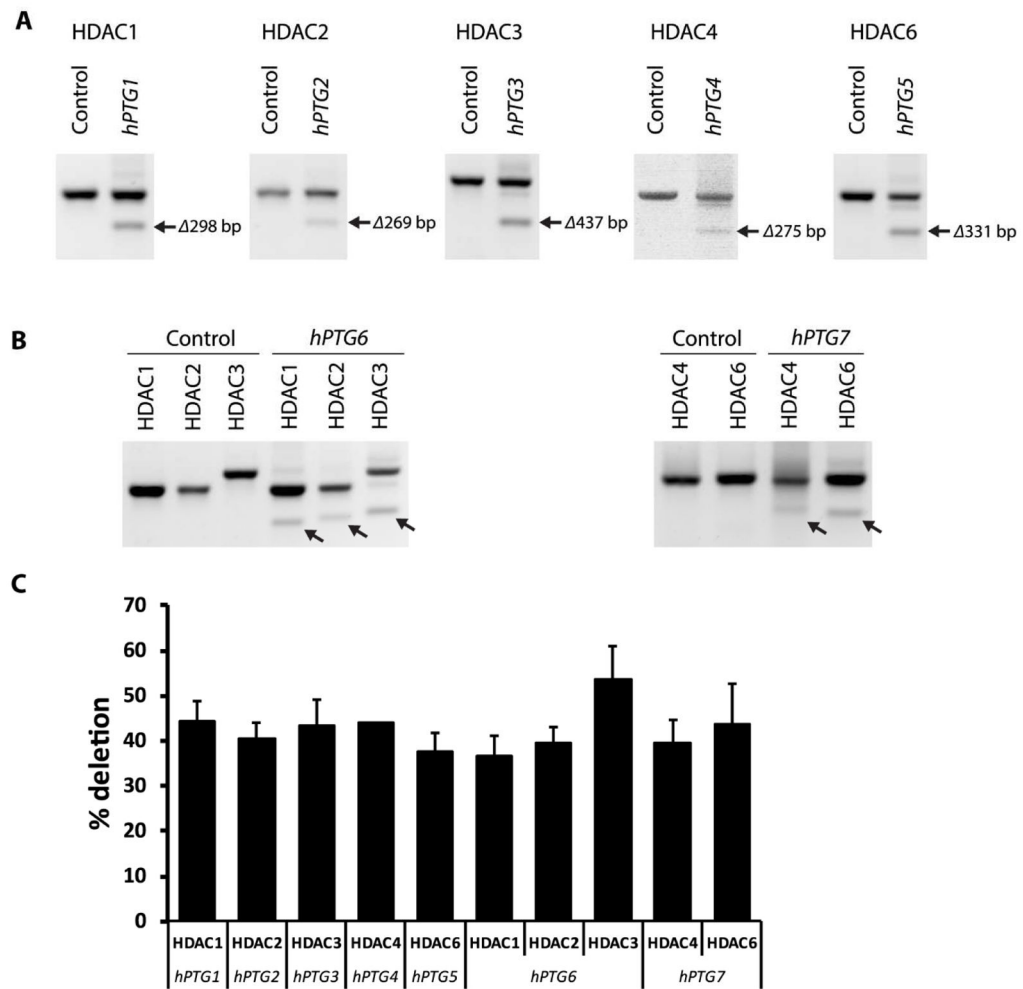 A
HDAC1 HDAC2 HDAC3 HDAC4 HDAC6
Control hPTG1 Control hPTG2 Control hPTG3 Control hPTG4 Control hPTG5
Δ298 bp Δ269 bp Δ437 bp Δ275 bp Δ331 bp
B
Control hPTG6 Control hPTG7
HDAC1 HDAC2 HDAC3 HDAC1 HDAC2 HDAC3 HDAC4 HDAC6 HDAC4 HDAC6
C
% deletion
70
60
50
40
30
20
10
0
HDAC1 HDAC2 HDAC3 HDAC4 HDAC6 HDAC1 HDAC2 HDAC3 HDAC4 HDAC6
hPTG1 hPTG2 hPTG3 hPTG4 hPTG5 hPTG6 hPTG7